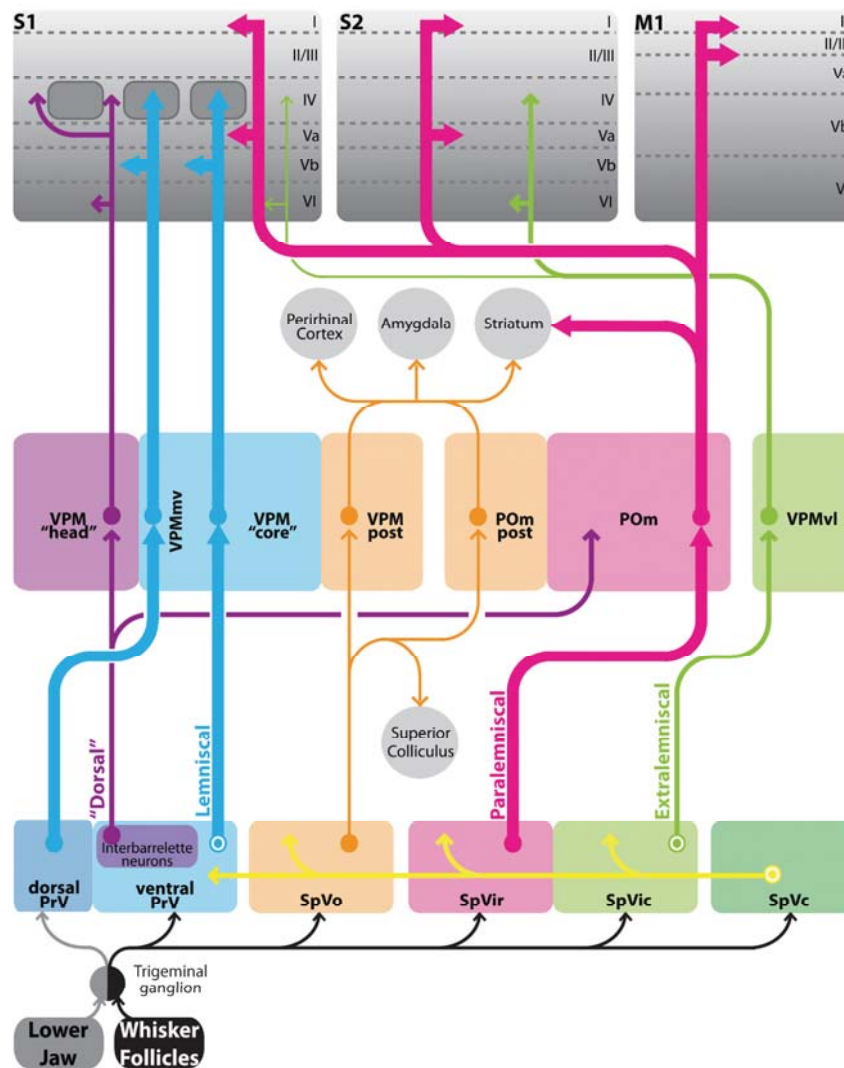 S1
I
II/III
IV
Va
Vb
VI
S2
I
II/III
IV
Va
Vb
VI
M1
I
II/II
Va
Vb
V
Perirhinal
Cortex
Amygdala
Striatum
VPM
"head"
VPMmv
VPM
"core"
VPM
post
POm
post
POm
VPMvl
"Dorsal"
Lemniscal
Superior
Colliculus
Paralemniscal
Extralemniscal
dorsal
PrV
Interbarrelette
neurons
ventral
PrV
SpVo
SpVir
SpVic
SpVc
Trigeminal
ganglion
Lower
Jaw
Whisker
Follicles